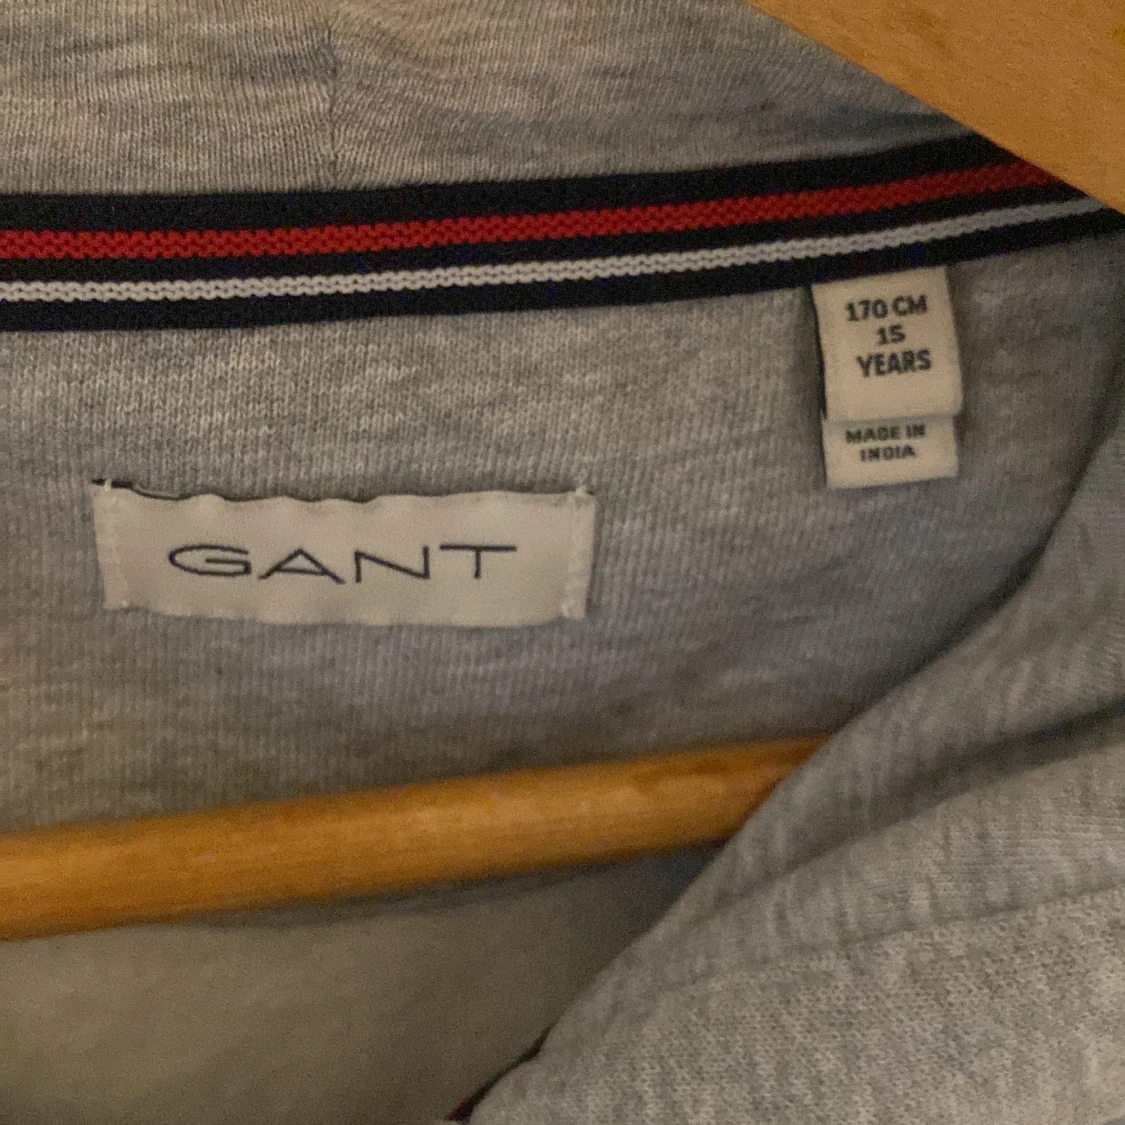 170 CM
15
YEARS
MADE IN
INDIA
GANT